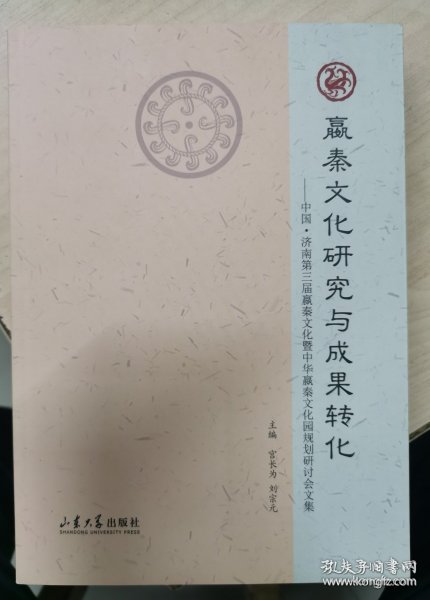 嬴秦文化研究与成果转化
——中国·济南第三届嬴秦文化暨中华嬴秦文化园规划研讨会文集
主编 宫长为 刘宗元
山东大学出版社
SHANDONG UNIVERSITY PRESS
孔夫子旧书网
www.kongfz.com